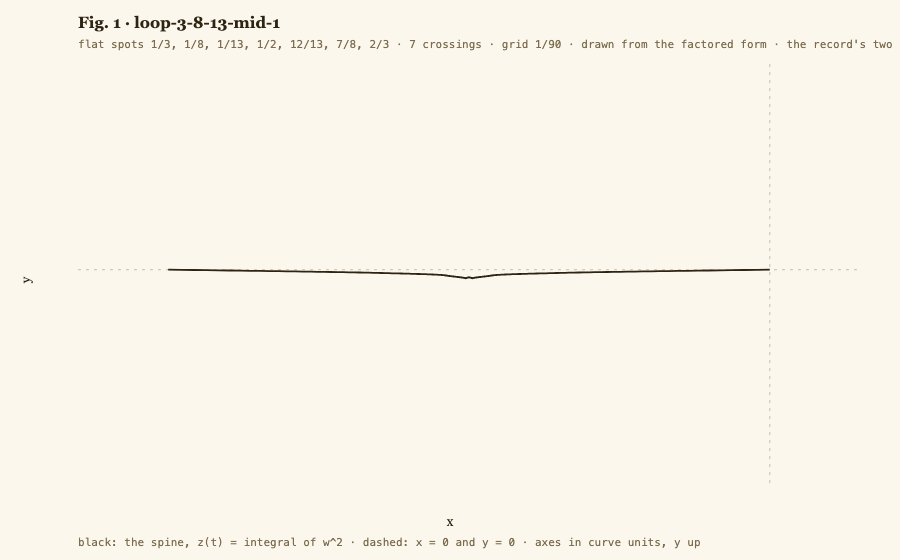 Fig. 1 · loop-3-8-13-mid-1
flat spots 1/3, 1/8, 1/13, 1/2, 12/13, 7/8, 2/3 · 7 crossings · grid 1/90 · drawn from the factored form · the record's two
y
x
black: the spine, z(t) = integral of w^2 · dashed: x = 0 and y = 0 · axes in curve units, y up